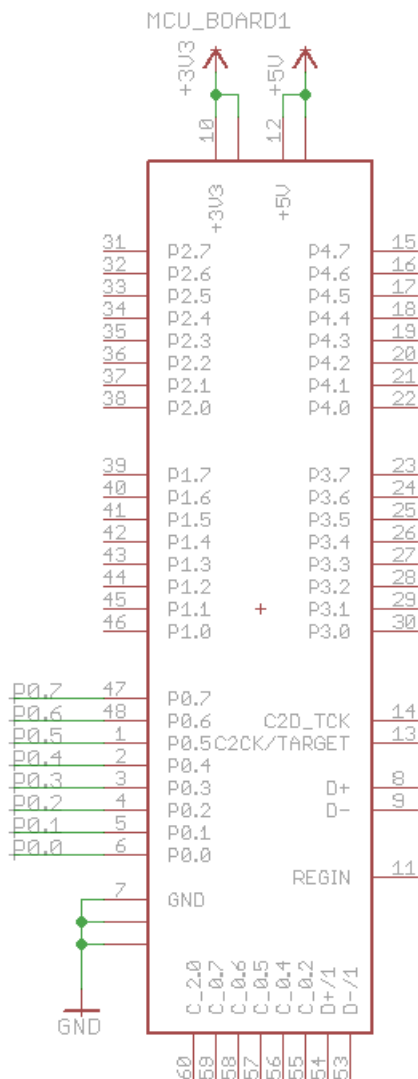 MCU_BOARD1
+3V3
+5V
10
12
+3V3
+5V
31 P2.7 P4.7 15
32 P2.6 P4.6 16
33 P2.5 P4.5 17
34 P2.4 P4.4 18
35 P2.3 P4.3 19
36 P2.2 P4.2 20
37 P2.1 P4.1 21
38 P2.0 P4.0 22
39 P1.7 P3.7 23
40 P1.6 P3.6 24
41 P1.5 P3.5 25
42 P1.4 P3.4 26
43 P1.3 P3.3 27
44 P1.2 P3.2 28
45 P1.1 P3.1 29
46 P1.0 P3.0 30
P0.7 47 P0.7
P0.6 48 P0.6 C2D_TCK 14
P0.5 1 P0.5 C2CK/TARGET 13
P0.4 2 P0.4
P0.3 3 P0.3 D+ 8
P0.2 4 P0.2 D- 9
P0.1 5 P0.1
P0.0 6 P0.0
REGIN 11
7 GND
GND
C_2.0
C_0.7
C_0.6
C_0.5
C_0.4
C_0.2
D+/1
D-/1
60
59
58
57
56
55
54
53